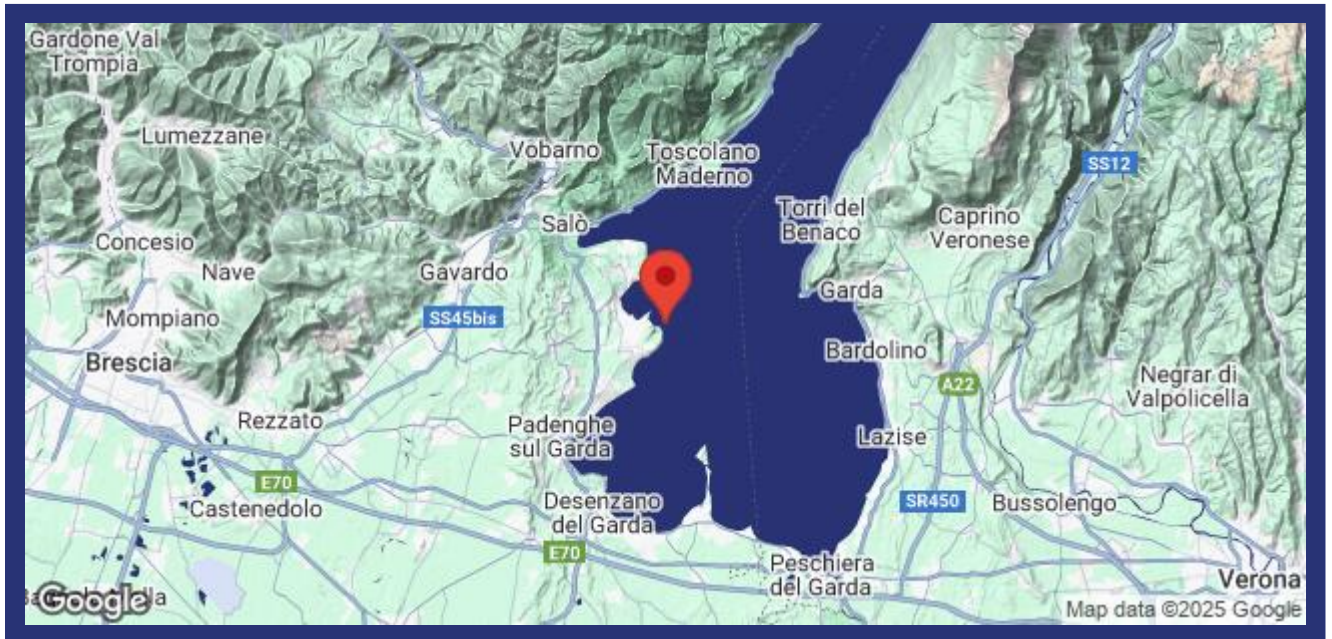 Gardone Val
Trompia
Lumezzane
Vobarno
Toscolano
Maderno
SS12
Torri del
Benaco
Caprino
Veronese
Salò
Concesio
Nave
Gavardo
Garda
SS45bis
Mompiano
Brescia
Bardolino
A22
Negrar di
Valpolicella
Rezzato
Padenghe
sul Garda
Lazise
E70
Castenedolo
Desenzano
del Garda
SR450
Bussolengo
E70
Peschiera
del Garda
Verona
Google
Map data ©2025 Google